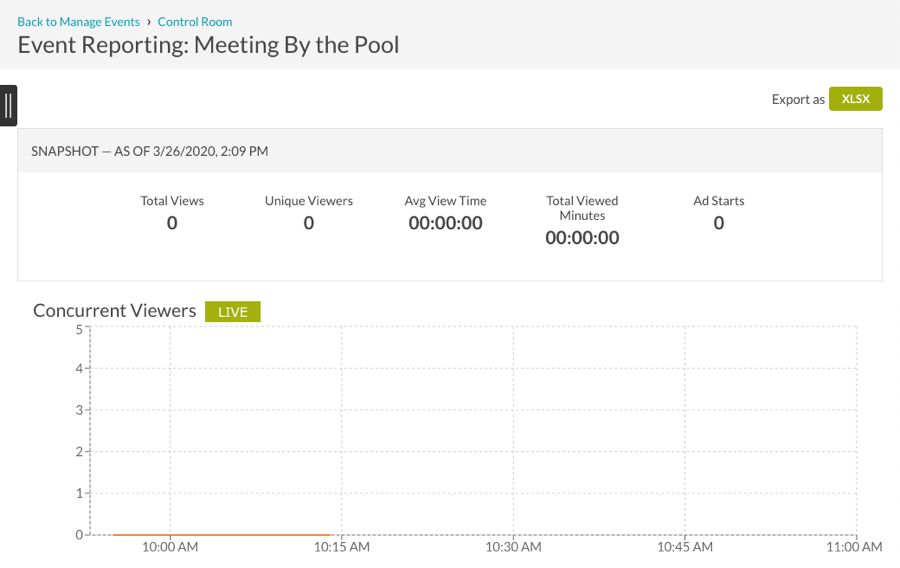 Back to Manage Events › Control Room
Event Reporting: Meeting By the Pool
Export as XLSX
SNAPSHOT — AS OF 3/26/2020, 2:09 PM
Total Views Unique Viewers Avg View Time Total Viewed Minutes Ad Starts
0 0 00:00:00 00:00:00 0
Concurrent Viewers LIVE
5
4
3
2
1
0
10:00 AM 10:15 AM 10:30 AM 10:45 AM 11:00 AM